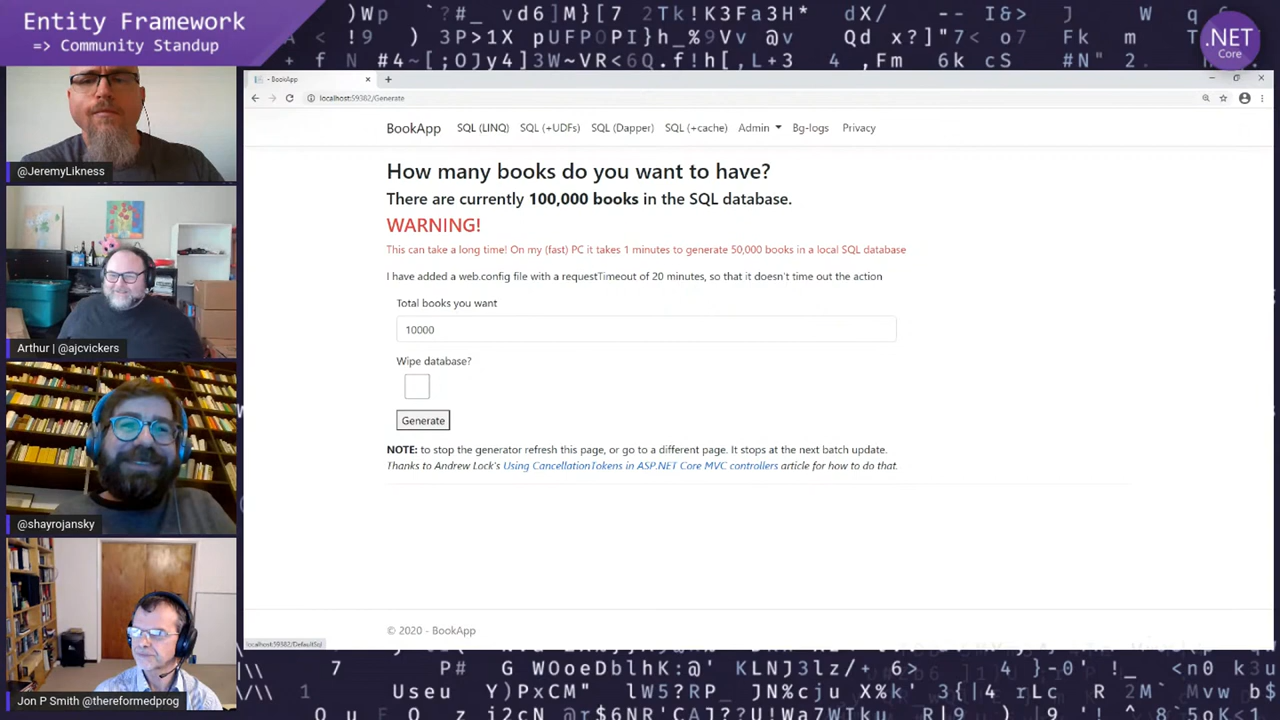 Entity Framework
=> Community Standup
.NET
Core
@JeremyLikness
Arthur | @ajcvickers
@shayrojansky
Jon P Smith @thereformedprog
- BookApp
localhost:59382/Generate
BookApp SQL (LINQ) SQL (+UDFs) SQL (Dapper) SQL (+cache) Admin Bg-logs Privacy
How many books do you want to have?
There are currently 100,000 books in the SQL database.
WARNING!
This can take a long time! On my (fast) PC it takes 1 minutes to generate 50,000 books in a local SQL database
I have added a web.config file with a requestTimeout of 20 minutes, so that it doesn't time out the action
Total books you want
10000
Wipe database?
Generate
NOTE: to stop the generator refresh this page, or go to a different page. It stops at the next batch update.
Thanks to Andrew Lock's Using CancellationTokens in ASP.NET Core MVC controllers article for how to do that.
© 2020 - BookApp
localhost:59382/DefaultSql